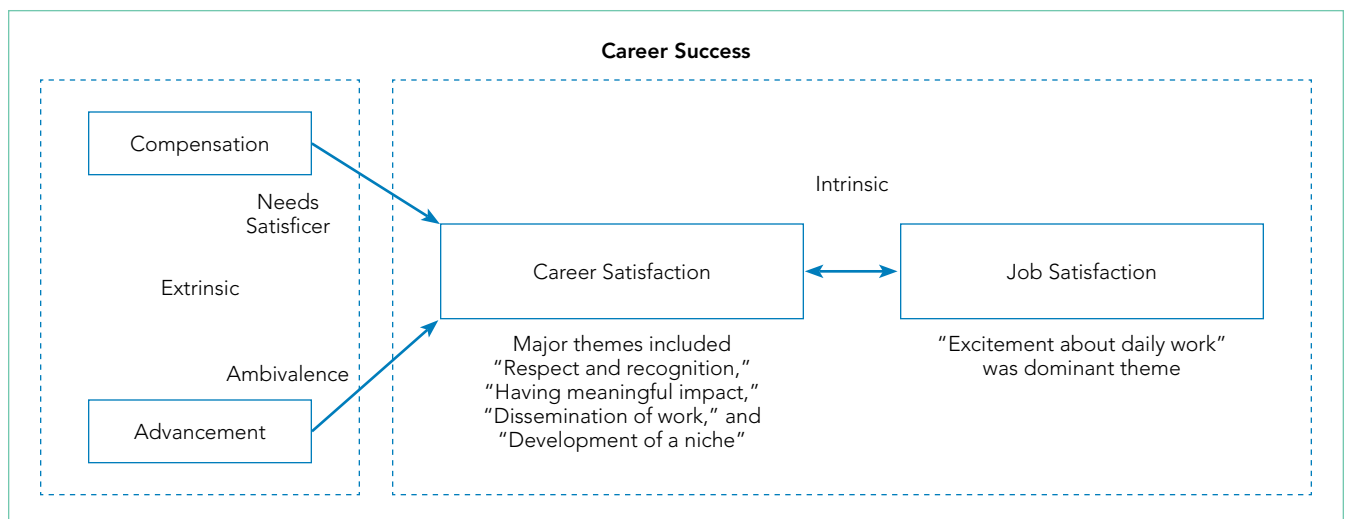 Career Success
Compensation
Needs
Satisficer
Extrinsic
Ambivalence
Advancement
Intrinsic
Career Satisfaction
Major themes included
“Respect and recognition,”
“Having meaningful impact,”
“Dissemination of work,” and
“Development of a niche”
Job Satisfaction
“Excitement about daily work”
was dominant theme